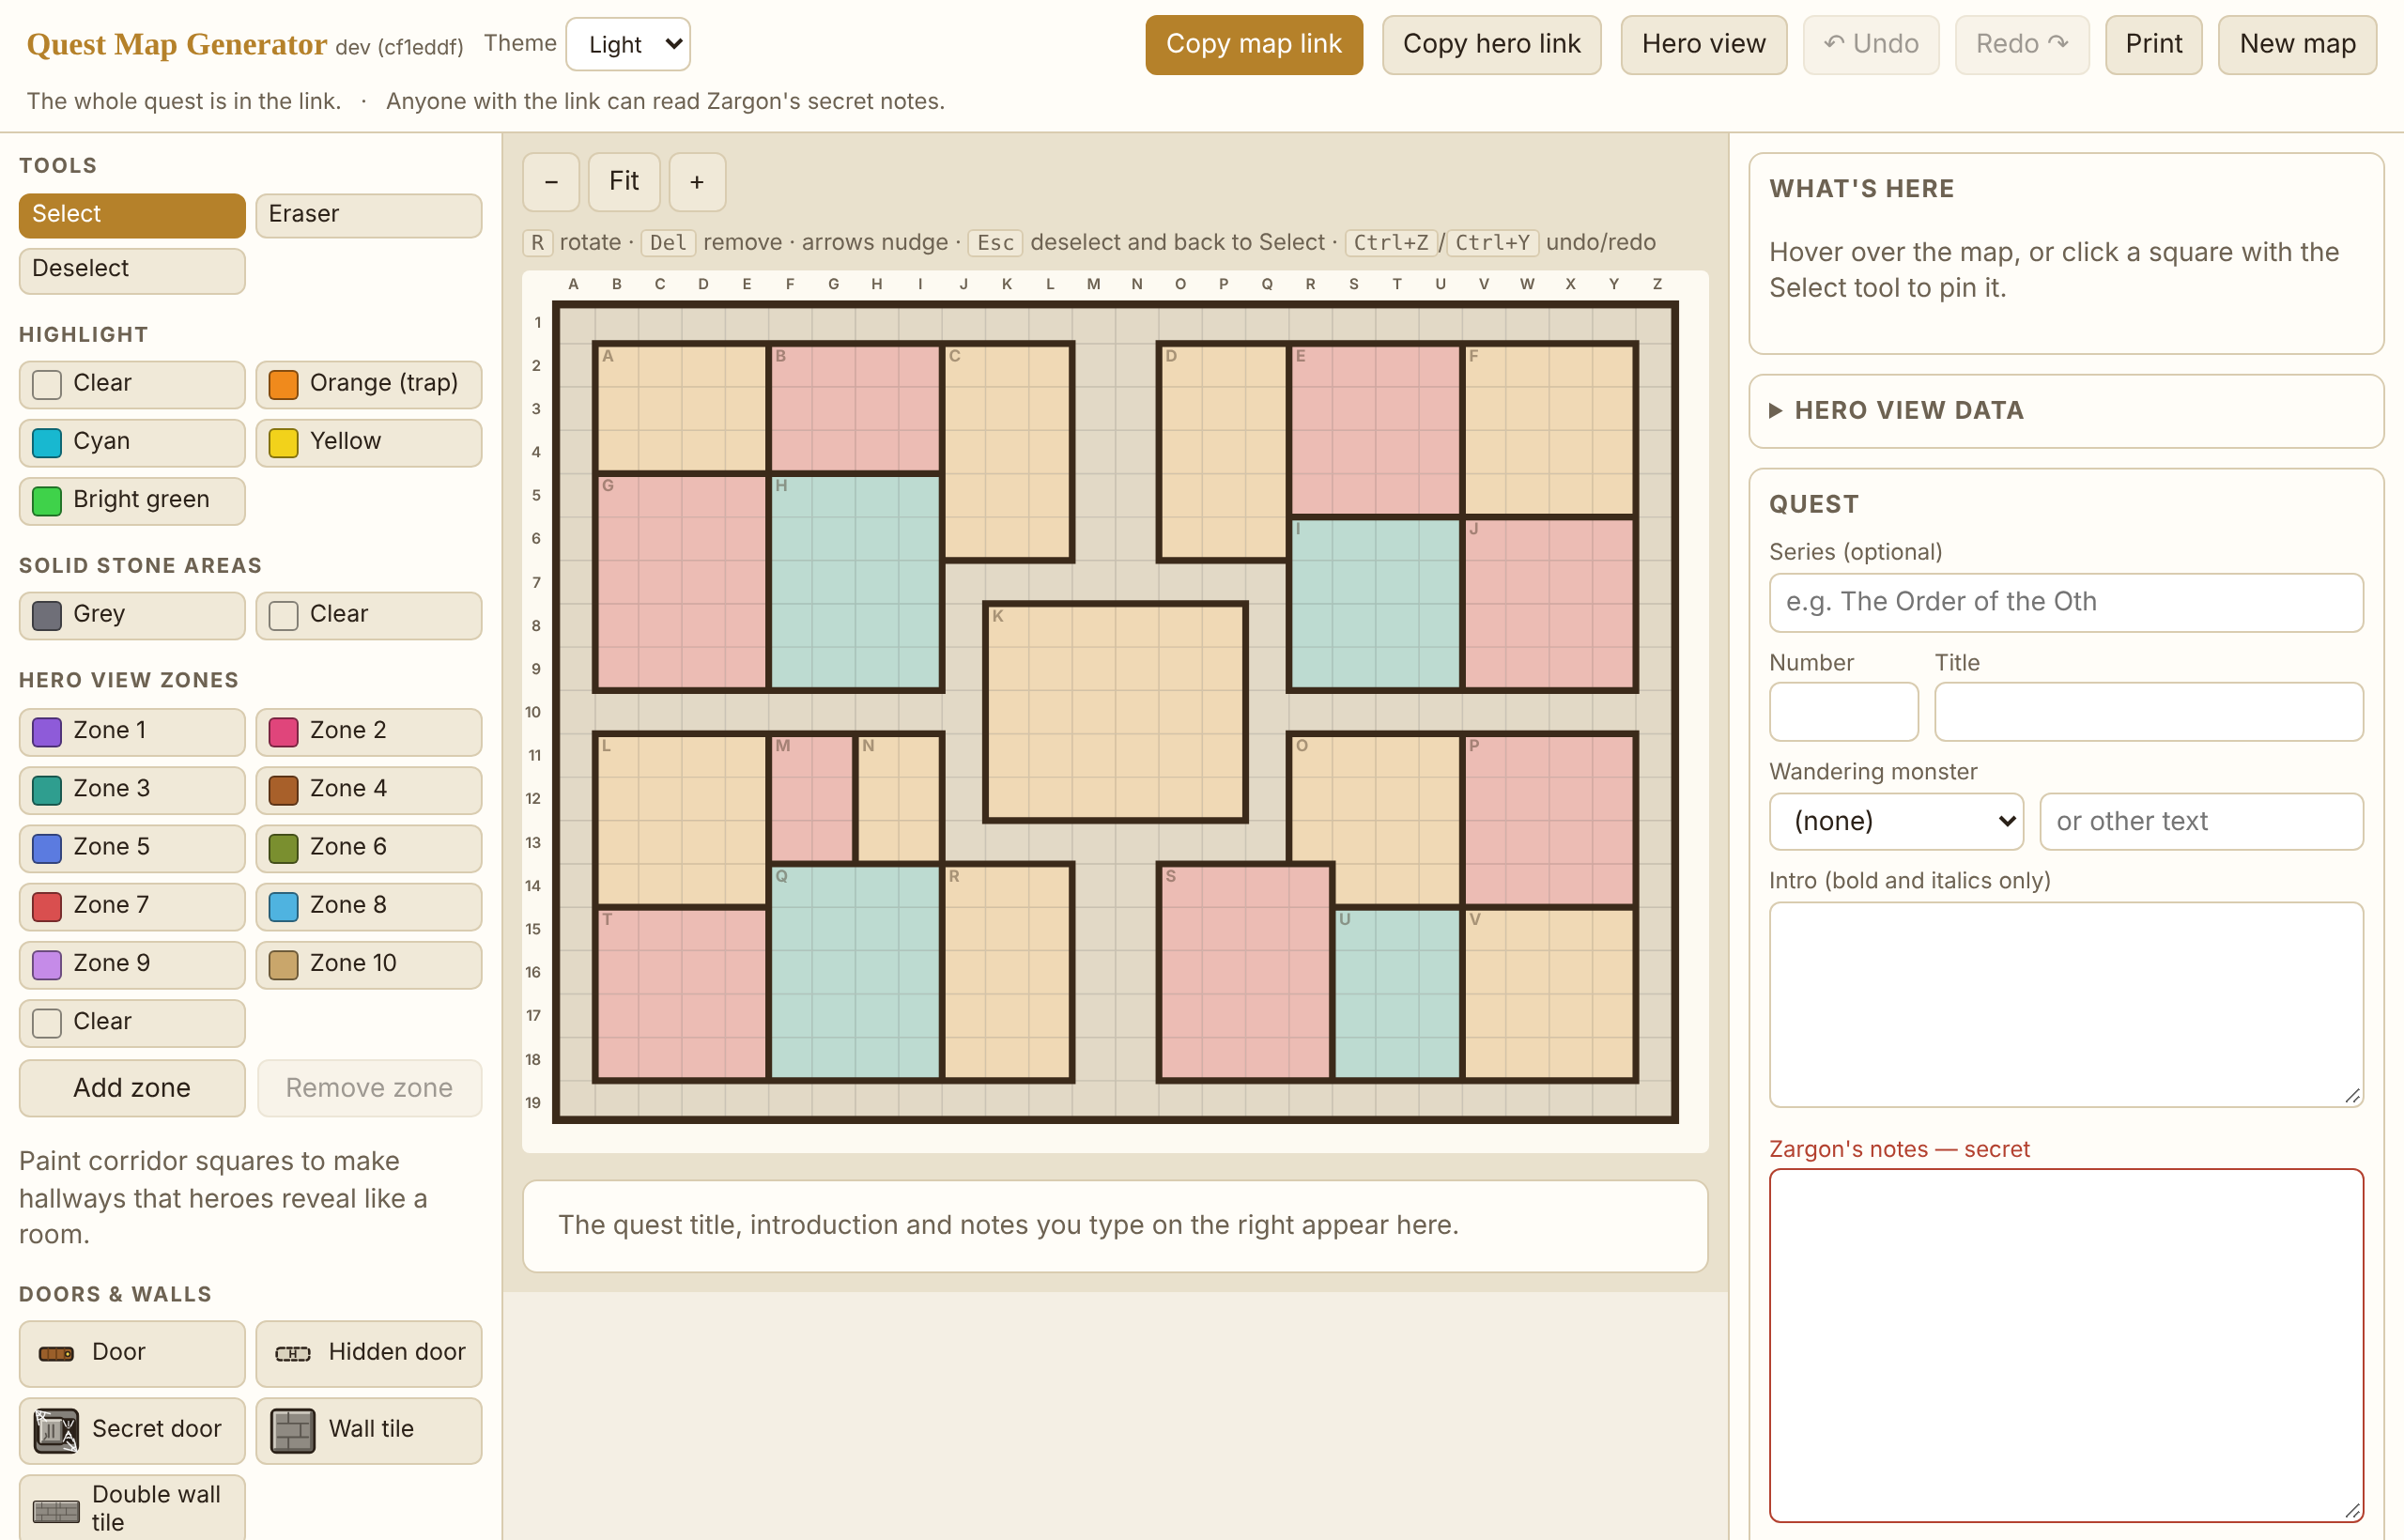 Quest Map Generator dev (cf1eddf) Theme Light
Copy map link Copy hero link Hero view ↶ Undo Redo ↷ Print New map
The whole quest is in the link. · Anyone with the link can read Zargon's secret notes.
TOOLS
Select Eraser
Deselect
HIGHLIGHT
Clear Orange (trap)
Cyan Yellow
Bright green
SOLID STONE AREAS
Grey Clear
HERO VIEW ZONES
Zone 1 Zone 2
Zone 3 Zone 4
Zone 5 Zone 6
Zone 7 Zone 8
Zone 9 Zone 10
Clear
Add zone Remove zone
Paint corridor squares to make
hallways that heroes reveal like a
room.
DOORS & WALLS
Door Hidden door
Secret door Wall tile
Double wall
tile
− Fit +
R rotate · Del remove · arrows nudge · Esc deselect and back to Select · Ctrl+Z/Ctrl+Y undo/redo
A B C D E F G H I J K L M N O P Q R S T U V W X Y Z
1
2 A B C D E F
3
4
5 G H
6 I J
7
8 K
9
10
11 L M N O P
12
13
14 Q R S
15 T U V
16
17
18
19
The quest title, introduction and notes you type on the right appear here.
WHAT'S HERE
Hover over the map, or click a square with the
Select tool to pin it.
▶ HERO VIEW DATA
QUEST
Series (optional)
e.g. The Order of the Oth
Number Title
Wandering monster
(none) or other text
Intro (bold and italics only)
Zargon's notes — secret